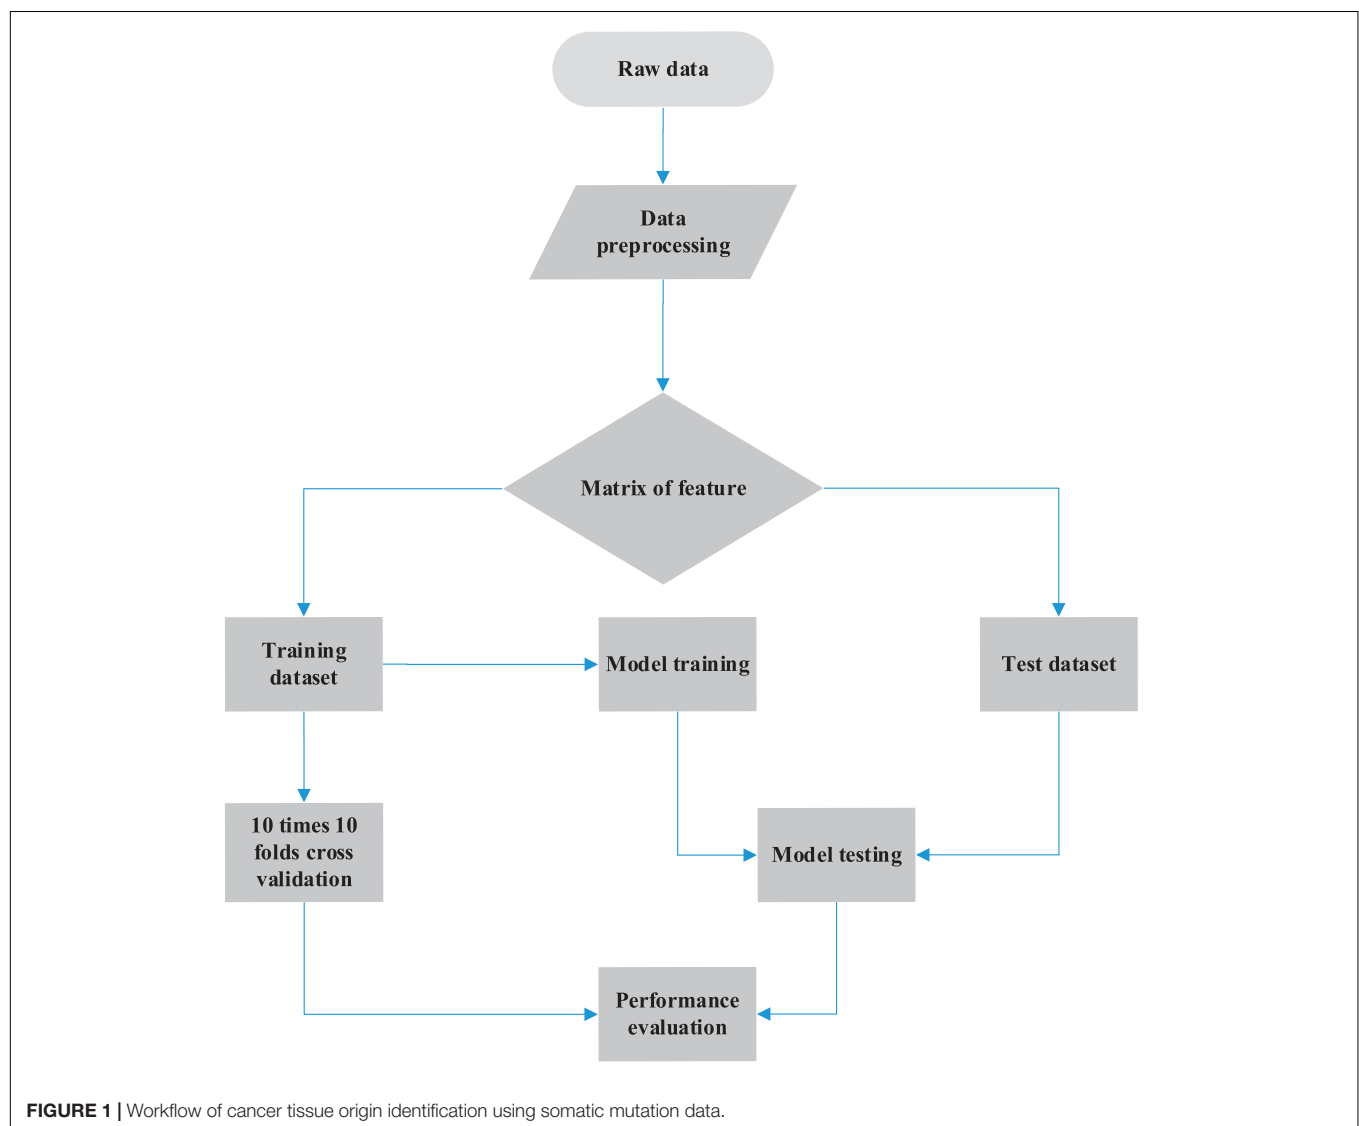 Raw data
Data
preprocessing
Matrix of feature
Training
dataset
Model training
Test dataset
10 times 10
folds cross
validation
Model testing
Performance
evaluation
FIGURE 1 | Workflow of cancer tissue origin identification using somatic mutation data.